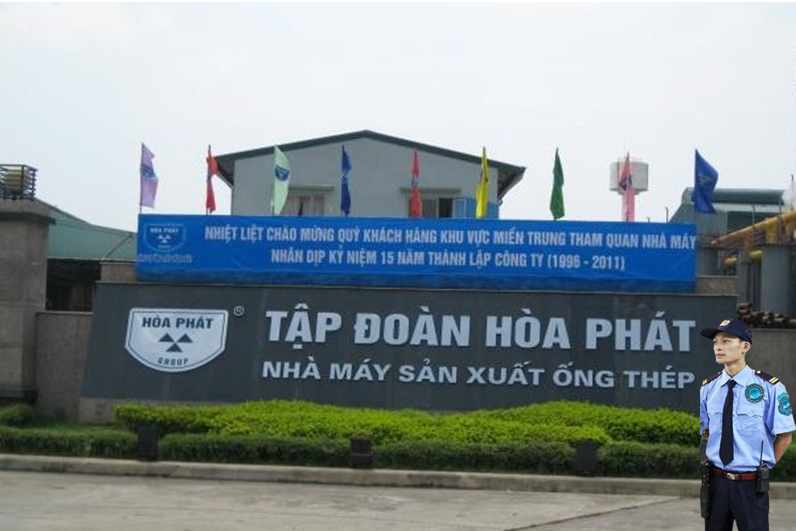 HÒA PHÁT
NHIỆT LIỆT CHÀO MỪNG QUÝ KHÁCH HÀNG KHU VỰC MIỀN TRUNG THAM QUAN NHÀ MÁY
NHÂN DỊP KỶ NIỆM 15 NĂM THÀNH LẬP CÔNG TY (1996 - 2011)
HÒA PHÁT
GROUP
®
TẬP ĐOÀN HÒA PHÁT
NHÀ MÁY SẢN XUẤT ỐNG THÉP